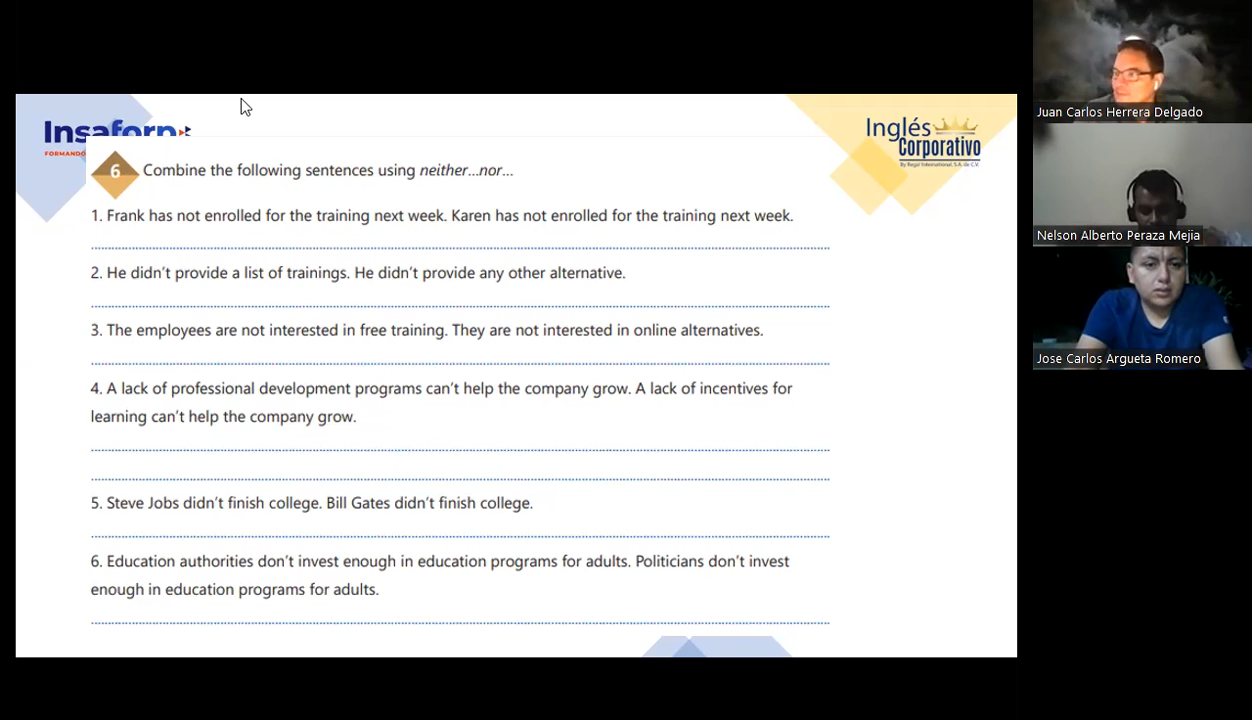 Insaforp
FORMANDO
Inglés
Corporativo
By Regal International, S.A. de C.V.
6 Combine the following sentences using neither...nor...
1. Frank has not enrolled for the training next week. Karen has not enrolled for the training next week.
2. He didn't provide a list of trainings. He didn't provide any other alternative.
3. The employees are not interested in free training. They are not interested in online alternatives.
4. A lack of professional development programs can't help the company grow. A lack of incentives for
learning can't help the company grow.
5. Steve Jobs didn't finish college. Bill Gates didn't finish college.
6. Education authorities don't invest enough in education programs for adults. Politicians don't invest
enough in education programs for adults.
Juan Carlos Herrera Delgado
Nelson Alberto Peraza Mejia
Jose Carlos Argueta Romero